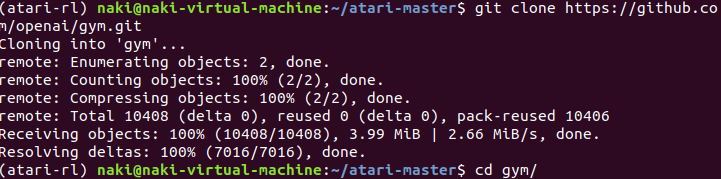 (atari-rl) naki@naki-virtual-machine:~/atari-master$ git clone https://github.co
m/openai/gym.git
Cloning into 'gym'...
remote: Enumerating objects: 2, done.
remote: Counting objects: 100% (2/2), done.
remote: Compressing objects: 100% (2/2), done.
remote: Total 10408 (delta 0), reused 0 (delta 0), pack-reused 10406
Receiving objects: 100% (10408/10408), 3.99 MiB | 2.66 MiB/s, done.
Resolving deltas: 100% (7016/7016), done.
(atari-rl) naki@naki-virtual-machine:~/atari-master$ cd gym/